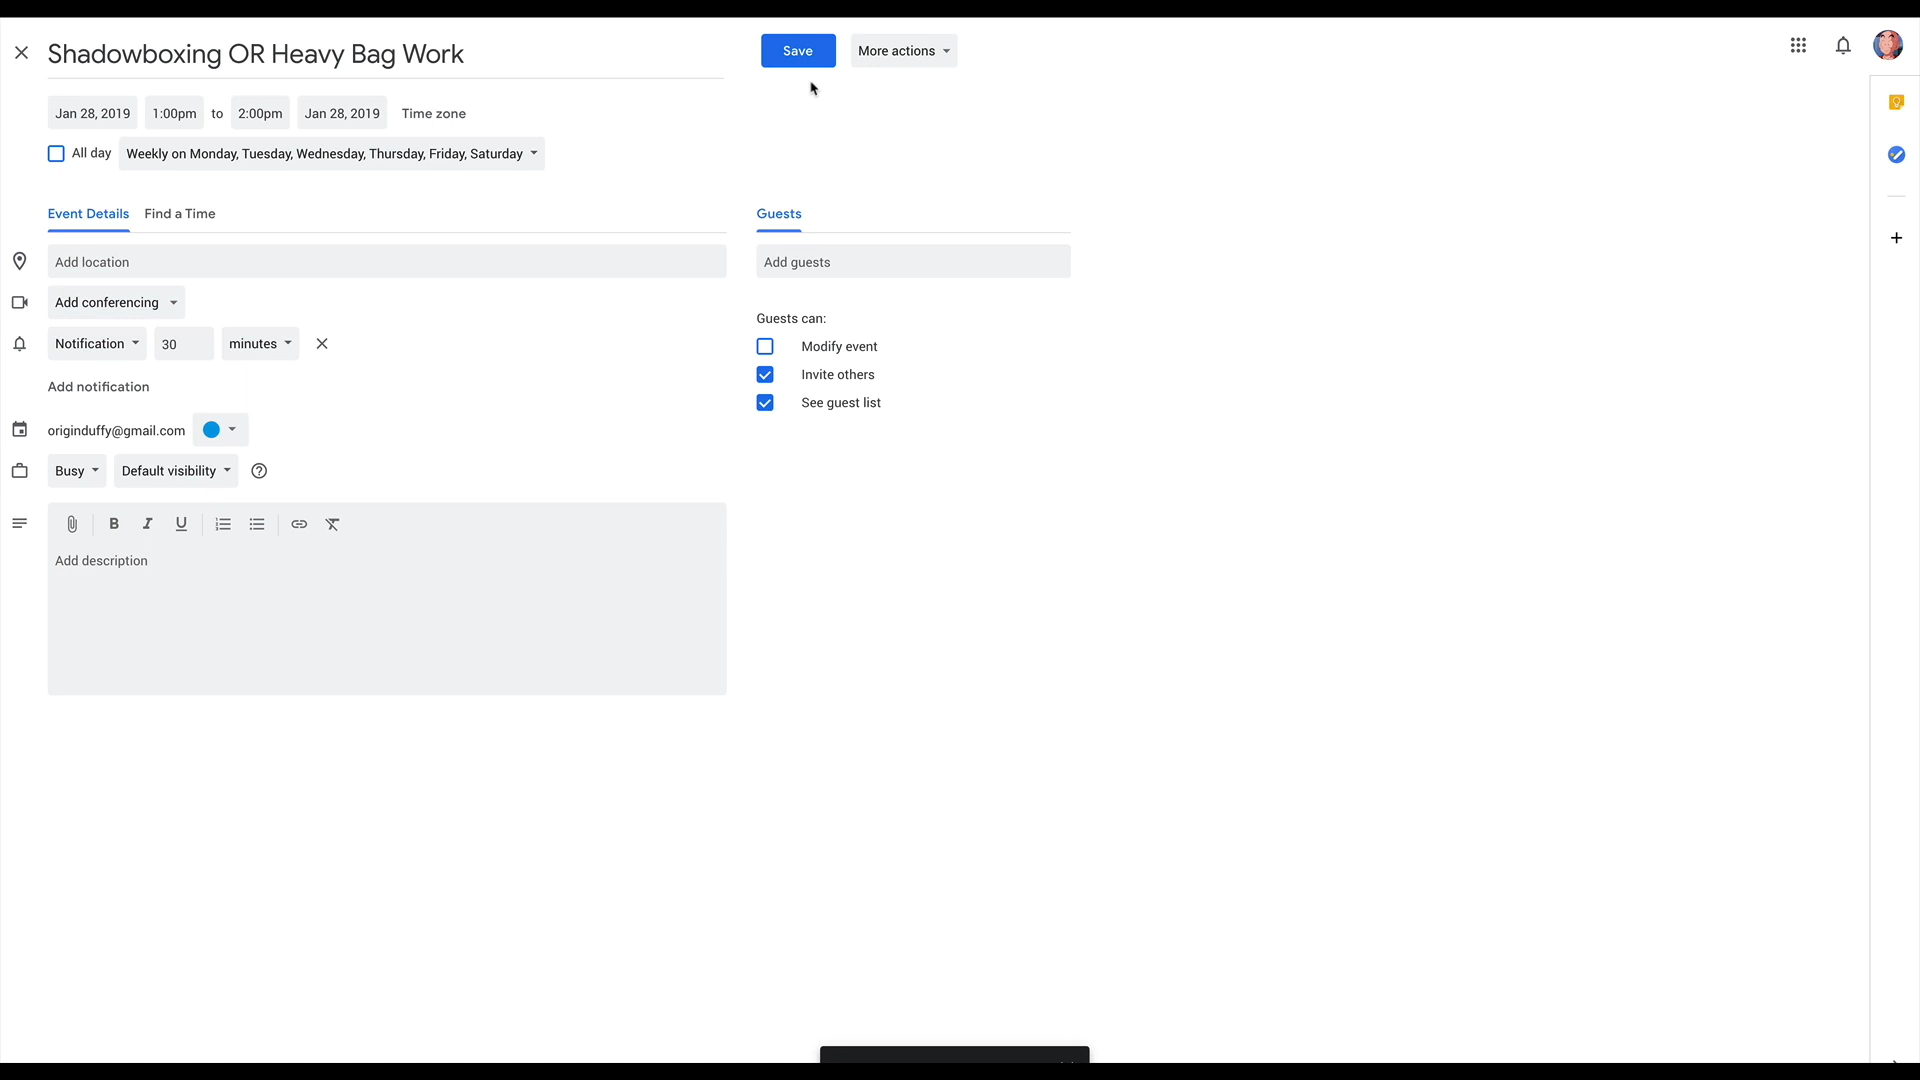 Shadowboxing OR Heavy Bag Work
Save
More actions
Jan 28, 2019 1:00pm to 2:00pm Jan 28, 2019 Time zone
All day Weekly on Monday, Tuesday, Wednesday, Thursday, Friday, Saturday
Event Details Find a Time
Guests
Add location
Add guests
Add conferencing
Guests can:
Notification 30 minutes
Modify event
Invite others
Add notification
See guest list
originduffy@gmail.com
Busy Default visibility
B I U
Add description